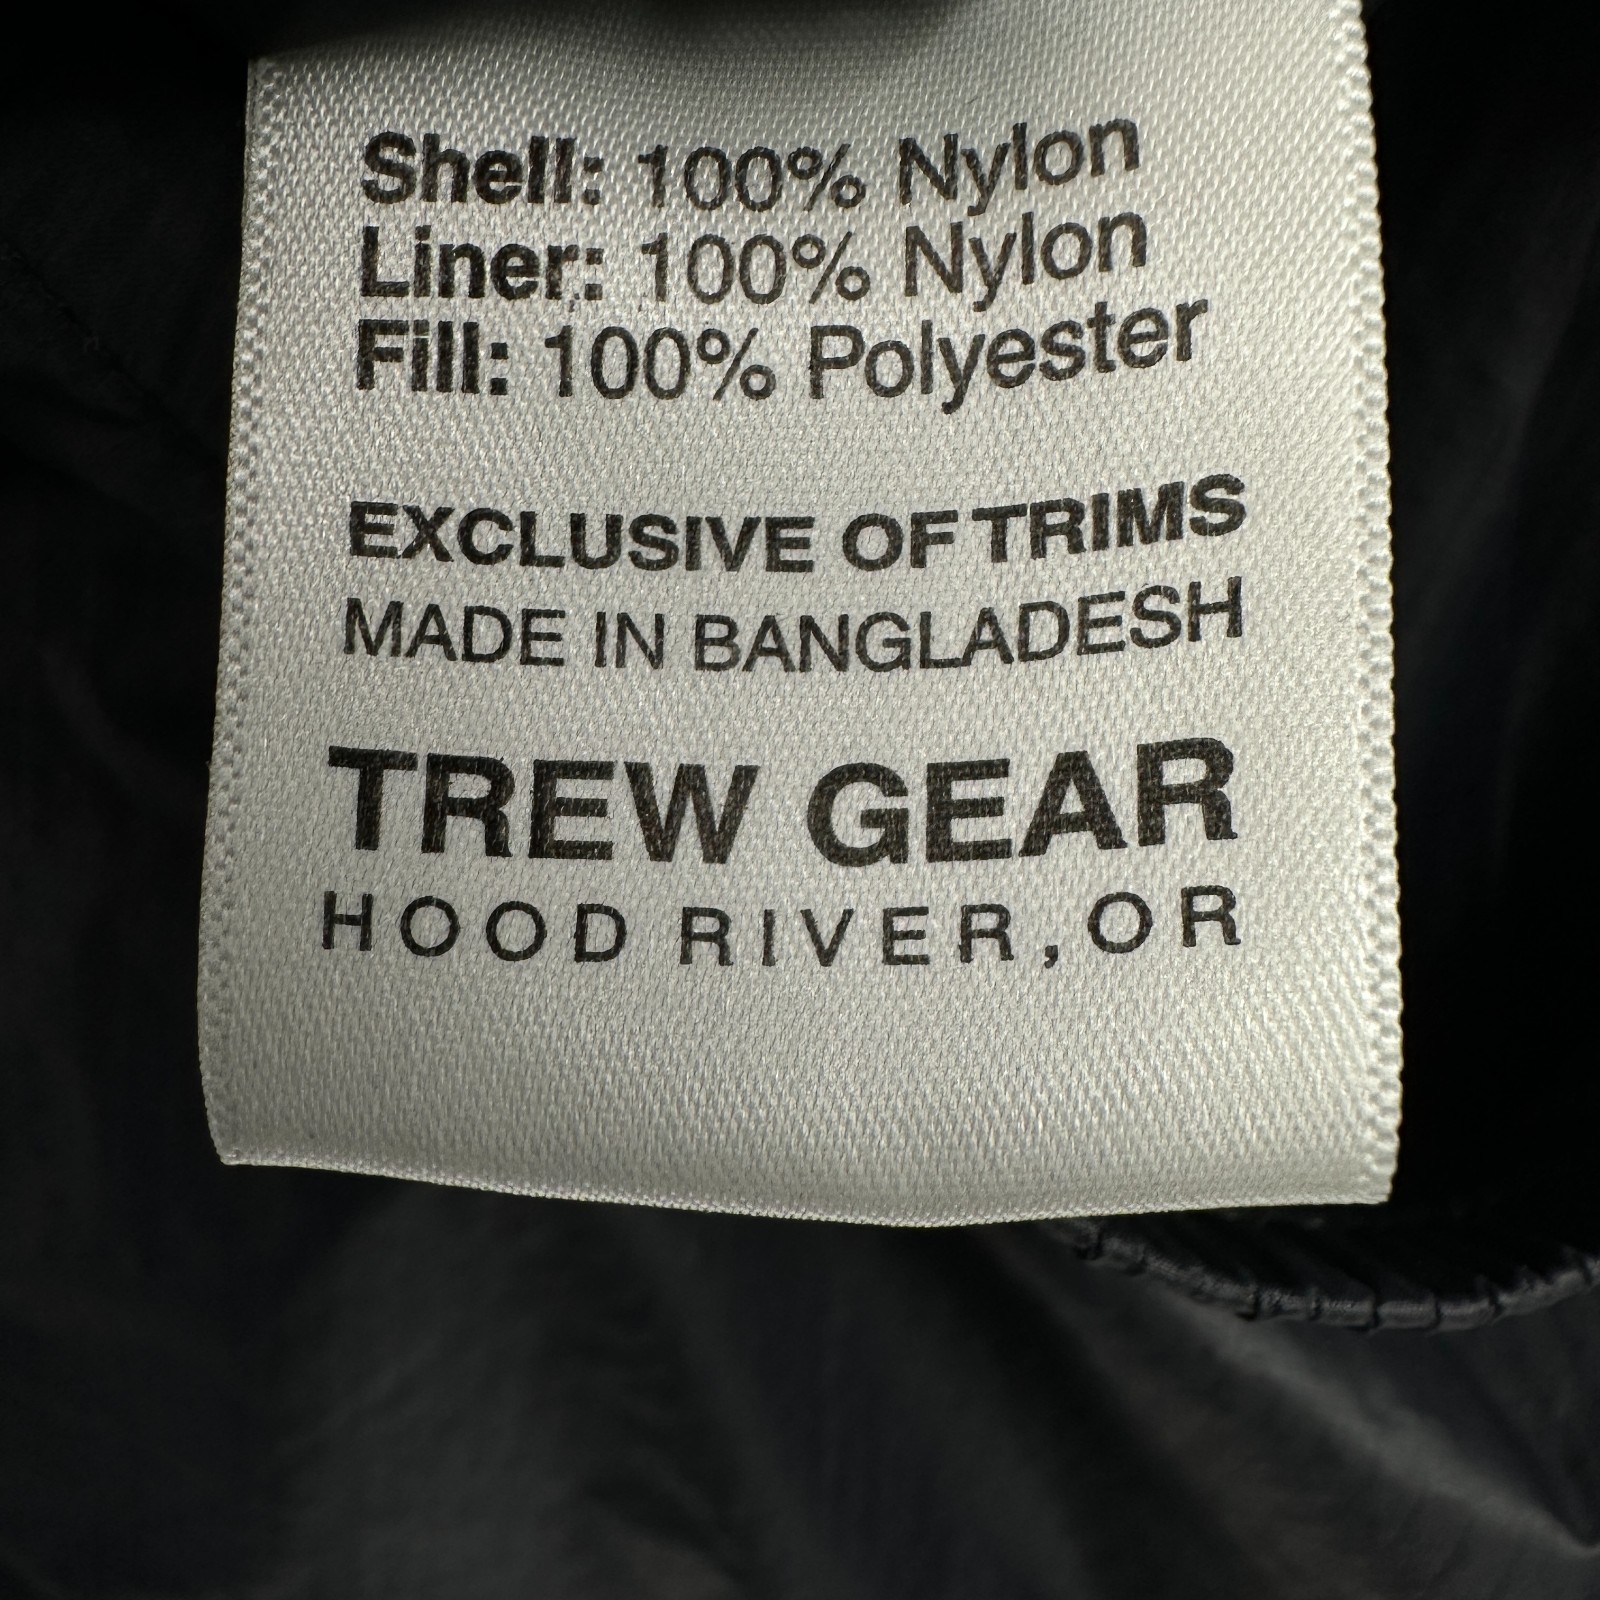 Shell: 100% Nylon
Liner: 100% Nylon
Fill: 100% Polyester
EXCLUSIVE OF TRIMS
MADE IN BANGLADESH
TREW GEAR
HOOD RIVER, OR